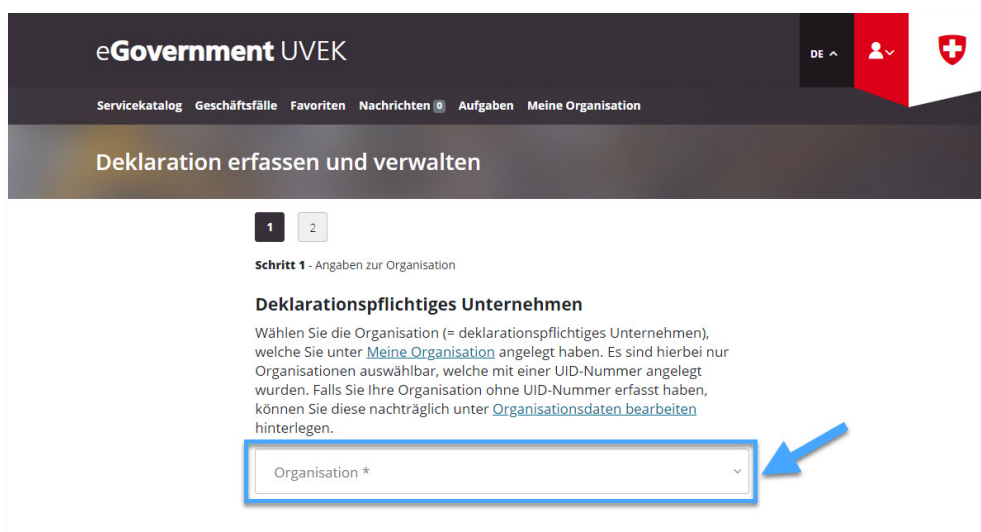 eGovernment UVEK
DE
Servicekatalog Geschäftsfälle Favoriten Nachrichten 0 Aufgaben Meine Organisation
Deklaration erfassen und verwalten
1 2
Schritt 1 - Angaben zur Organisation
Deklarationspflichtiges Unternehmen
Wählen Sie die Organisation (= deklarationspflichtiges Unternehmen),
welche Sie unter Meine Organisation angelegt haben. Es sind hierbei nur
Organisationen auswählbar, welche mit einer UID-Nummer angelegt
wurden. Falls Sie Ihre Organisation ohne UID-Nummer erfasst haben,
können Sie diese nachträglich unter Organisationsdaten bearbeiten
hinterlegen.
Organisation *